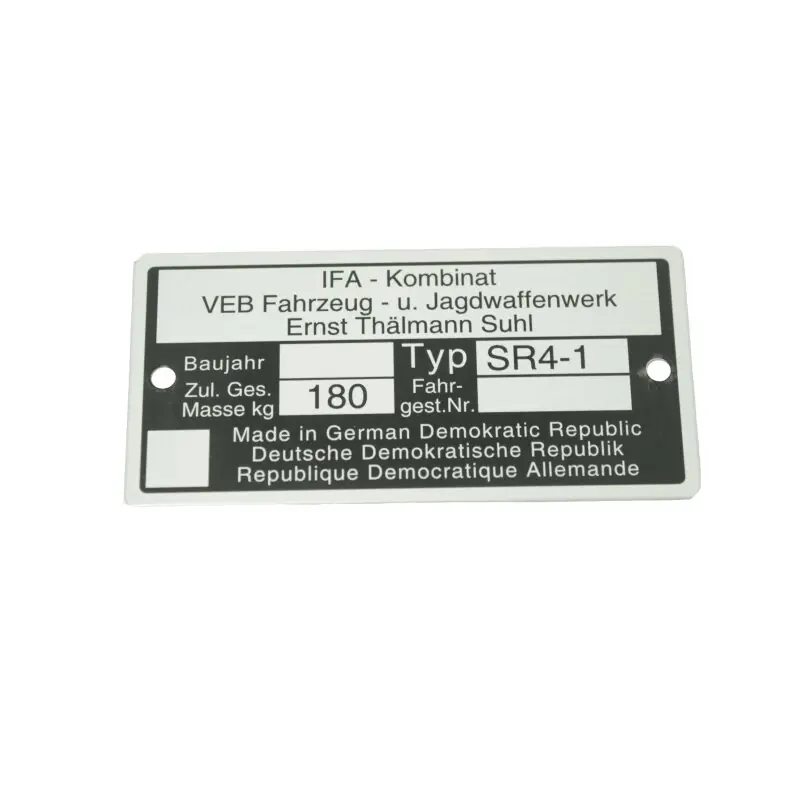 IFA - Kombinat
VEB Fahrzeug - u. Jagdwaffenwerk
Ernst Thälmann Suhl
Baujahr
Typ SR4-1
Zul. Ges.
Masse kg 180
Fahr-
gest.Nr.
Made in German Demokratic Republic
Deutsche Demokratische Republik
Republique Democratique Allemande